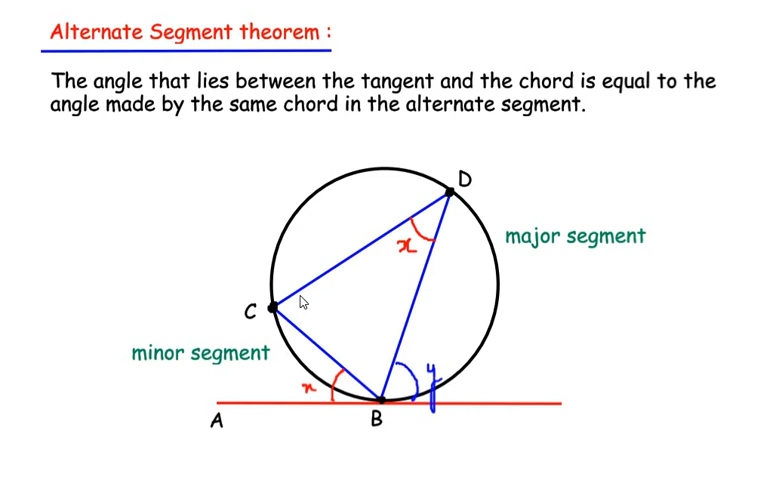 Alternate Segment theorem :
The angle that lies between the tangent and the chord is equal to the
angle made by the same chord in the alternate segment.
D
x
major segment
C
minor segment
x
y
A
B